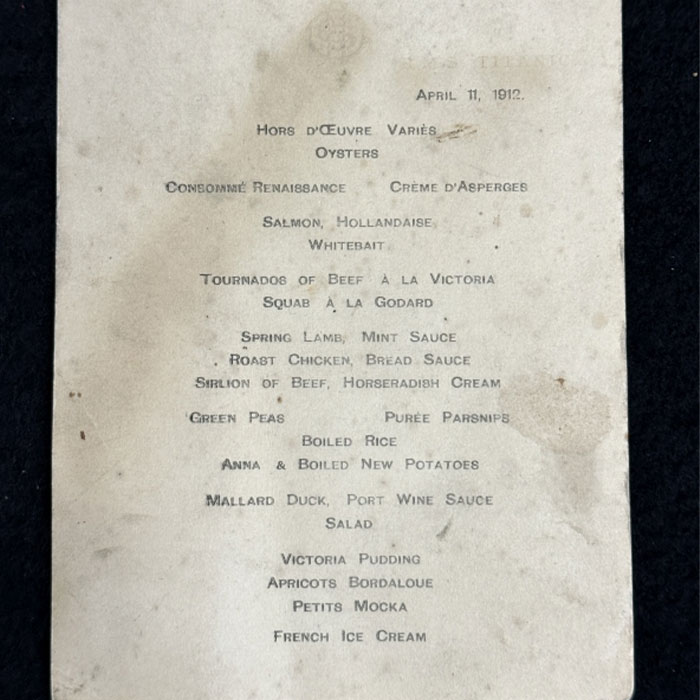 APRIL 11, 1912.
HORS D'ŒUVRE VARIÉS
OYSTERS
CONSOMMÉ RENAISSANCE CRÈME D'ASPERGES
SALMON, HOLLANDAISE
WHITEBAIT
TOURNADOS OF BEEF À LA VICTORIA
SQUAB À LA GODARD
SPRING LAMB, MINT SAUCE
ROAST CHICKEN, BREAD SAUCE
SIRLION OF BEEF, HORSERADISH CREAM
GREEN PEAS PURÉE PARSNIPS
BOILED RICE
ANNA & BOILED NEW POTATOES
MALLARD DUCK, PORT WINE SAUCE
SALAD
VICTORIA PUDDING
APRICOTS BORDALOUE
PETITS MOCKA
FRENCH ICE CREAM